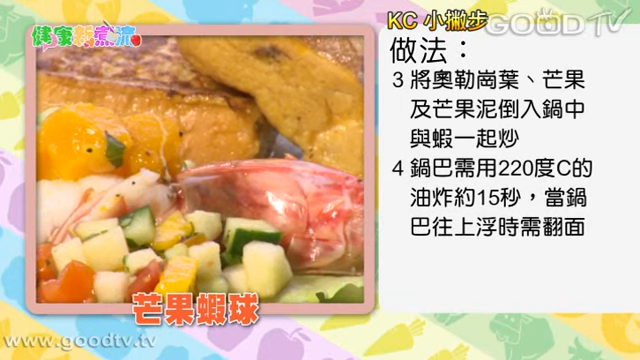 健康新煮流
KC 小撇步
GOOD TV
做法：
3 將奧勒崗葉、芒果
及芒果泥倒入鍋中
與蝦一起炒
4 鍋巴需用220度C的
油炸約15秒，當鍋
巴往上浮時需翻面
芒果蝦球
www.goodtv.tv